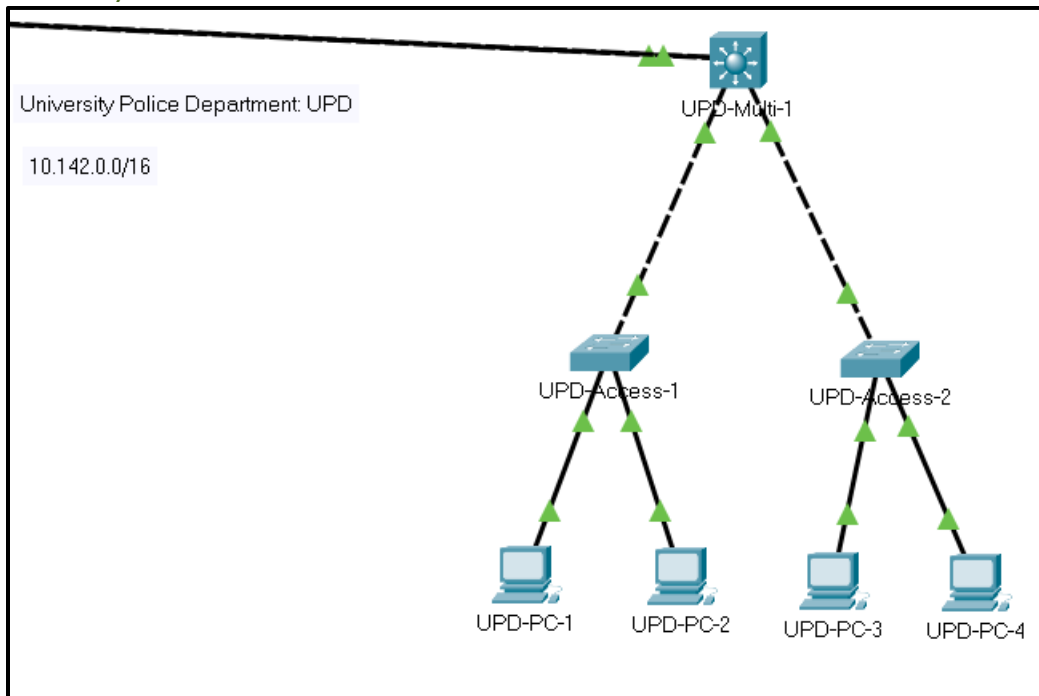 University Police Department: UPD
10.142.0.0/16
UPD-Multi-1
UPD-Access-1
UPD-Access-2
UPD-PC-1
UPD-PC-2
UPD-PC-3
UPD-PC-4